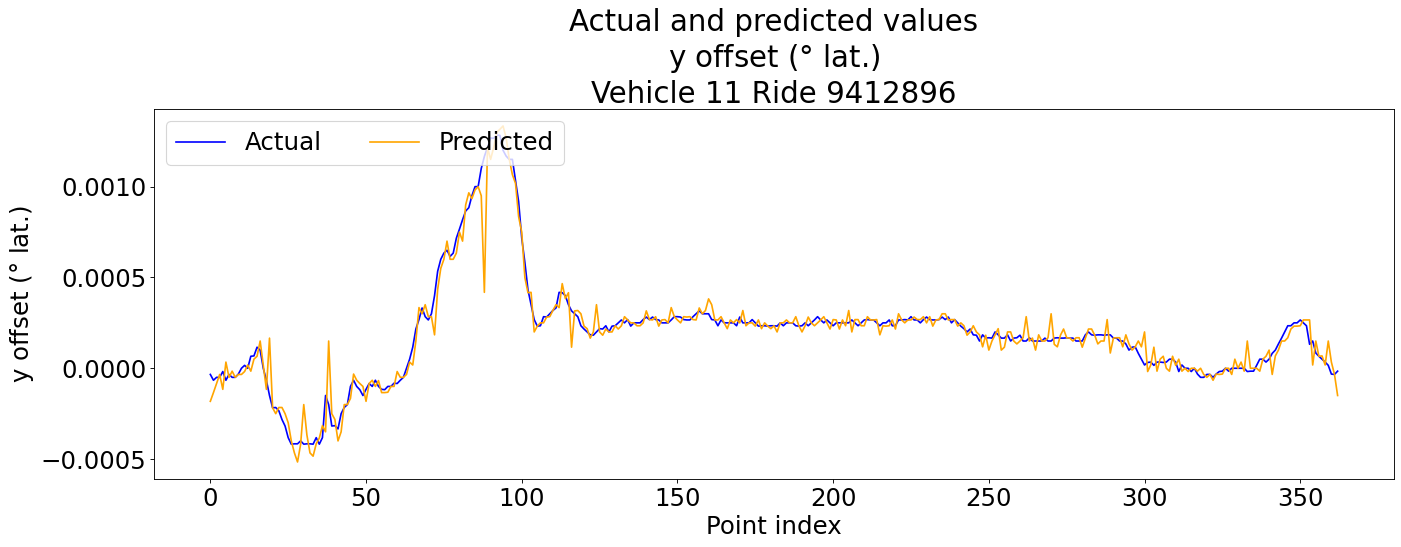 Actual and predicted values
y offset (° lat.)
Vehicle 11 Ride 9412896
Actual
Predicted
y offset (° lat.)
0.0010
0.0005
0.0000
−0.0005
0
50
100
150
200
250
300
350
Point index